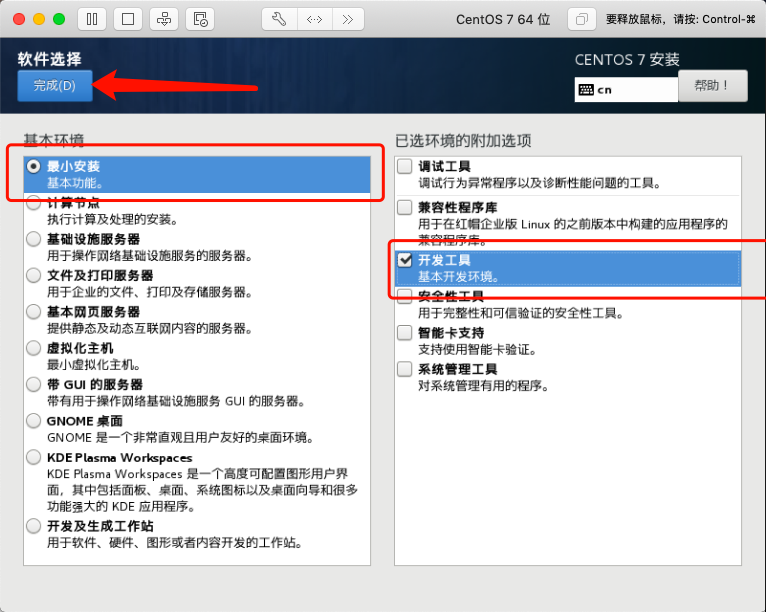 CentOS 7 64 位
要释放鼠标，请按: Control-⌘
软件选择
完成(D)
CENTOS 7 安装
cn
帮助！
基本环境
最小安装
基本功能。
计算节点
执行计算及处理的安装。
基础设施服务器
用于操作网络基础设施服务的服务器。
文件及打印服务器
用于企业的文件、打印及存储服务器。
基本网页服务器
提供静态及动态互联网内容的服务器。
虚拟化主机
最小虚拟化主机。
带 GUI 的服务器
带有用于操作网络基础设施服务 GUI 的服务器。
GNOME 桌面
GNOME 是一个非常直观且用户友好的桌面环境。
KDE Plasma Workspaces
KDE Plasma Workspaces 是一个高度可配置图形用户界
面，其中包括面板、桌面、系统图标以及桌面向导和很多
功能强大的 KDE 应用程序。
开发及生成工作站
用于软件、硬件、图形或者内容开发的工作站。
已选环境的附加选项
调试工具
调试行为异常程序以及诊断性能问题的工具。
兼容性程序库
用于在红帽企业版 Linux 的之前版本中构建的应用程序的
兼容程序库。
开发工具
基本开发环境。
安全性工具
用于完整性和可信验证的安全性工具。
智能卡支持
支持使用智能卡验证。
系统管理工具
对系统管理有用的程序。